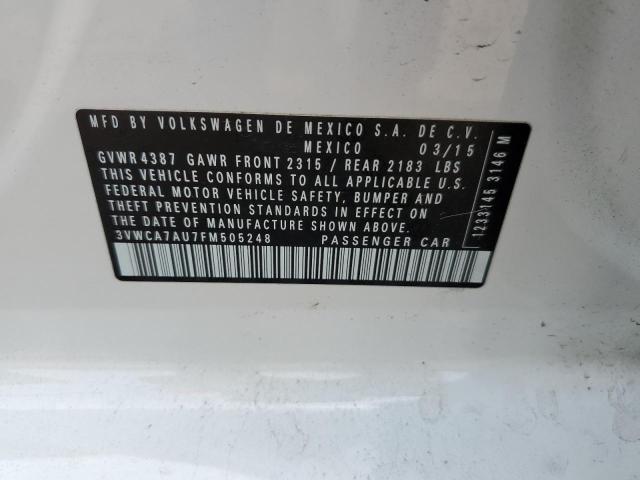 MFD BY VOLKSWAGEN DE MEXICO S.A. DE C.V.
MEXICO 03/15
GVWR 4387 GAWR FRONT 2315 / REAR 2183 LBS
THIS VEHICLE CONFORMS TO ALL APPLICABLE U.S.
FEDERAL MOTOR VEHICLE SAFETY, BUMPER AND
THEFT PREVENTION STANDARDS IN EFFECT ON
THE DATE OF MANUFACTURE SHOWN ABOVE.
3VWCA7AU7FM505248 PASSENGER CAR
1233145 3146 M